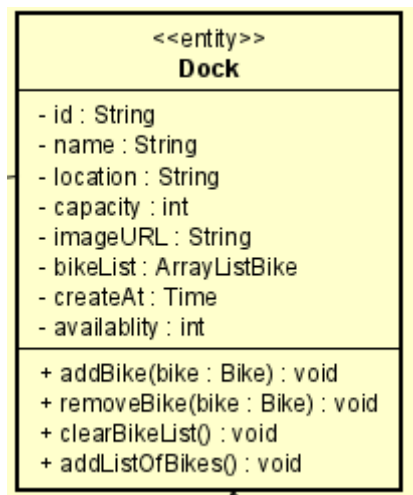 <<entity>>
Dock
- id : String
- name : String
- location : String
- capacity : int
- imageURL : String
- bikeList : ArrayListBike
- createAt : Time
- availablity : int
+ addBike(bike : Bike) : void
+ removeBike(bike : Bike) : void
+ clearBikeList() : void
+ addListOfBikes() : void